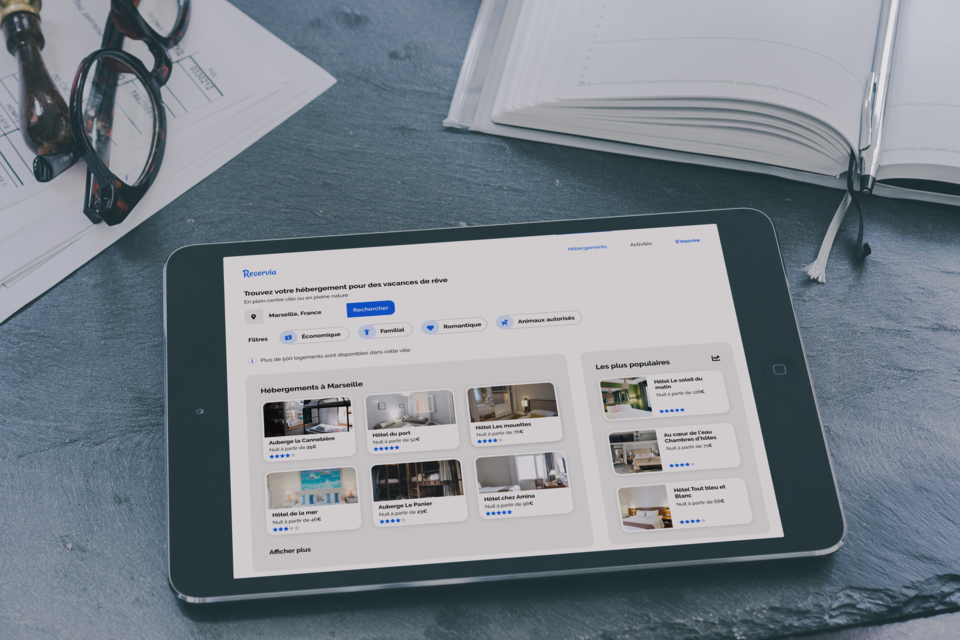 Hébergements
Activités
S'inscrire
Reservia
Trouvez votre hébergement pour des vacances de rêve
En plein centre ville ou en pleine nature
Marseille, France
Rechercher
Filtres
Économique
Familial
Romantique
Animaux autorisés
Plus de 500 logements sont disponibles dans cette ville
Hébergements à Marseille
Auberge la Cannebière
Nuit à partir de 25€
Hôtel du port
Nuit à partir de 52€
Hôtel Les mouettes
Nuit à partir de 76€
Hôtel de la mer
Nuit à partir de 46€
Auberge Le Panier
Nuit à partir de 23€
Hôtel chez Amina
Nuit à partir de 96€
Afficher plus
Les plus populaires
Hôtel Le soleil du
matin
Nuit à partir de 128€
Au cœur de l'eau
Chambres d'hôtes
Nuit à partir de 71€
Hôtel Tout bleu et
Blanc
Nuit à partir de 68€